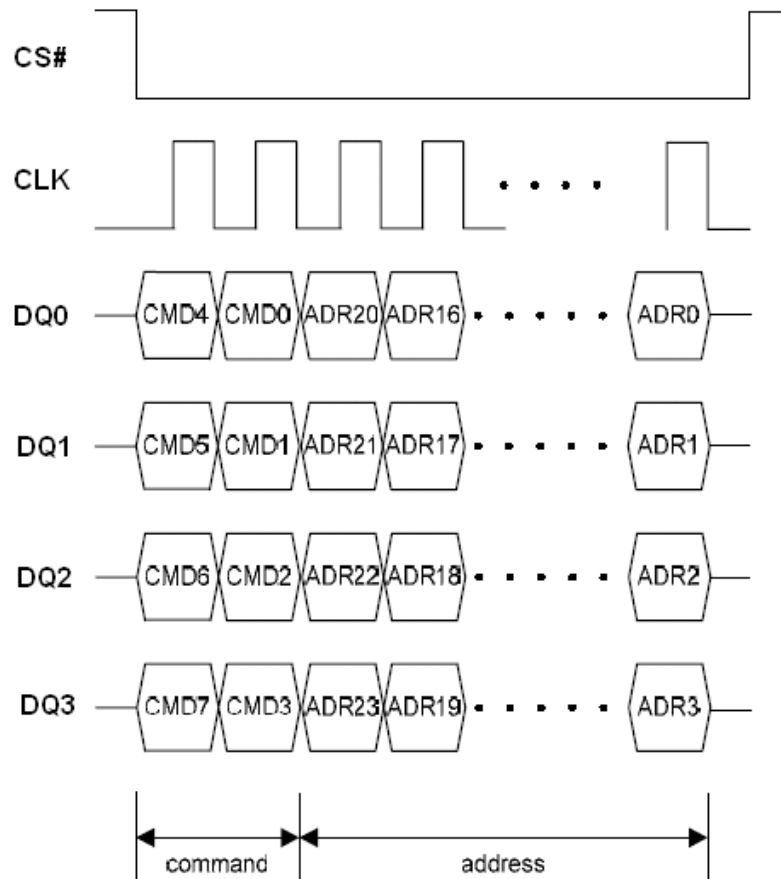 CS#
CLK
DQ0 CMD4 CMD0 ADR20 ADR16 ADR0
DQ1 CMD5 CMD1 ADR21 ADR17 ADR1
DQ2 CMD6 CMD2 ADR22 ADR18 ADR2
DQ3 CMD7 CMD3 ADR23 ADR19 ADR3
command address